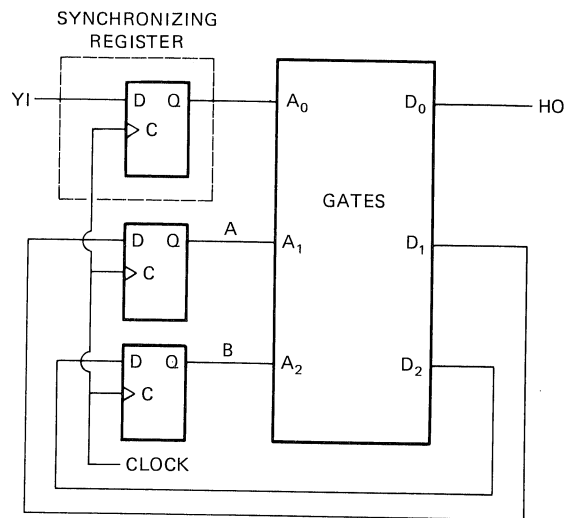 SYNCHRONIZING
REGISTER
YI
D Q
C
A₀
D₀
HO
GATES
D Q
C
A
A₁
D₁
D Q
C
B
A₂
D₂
CLOCK